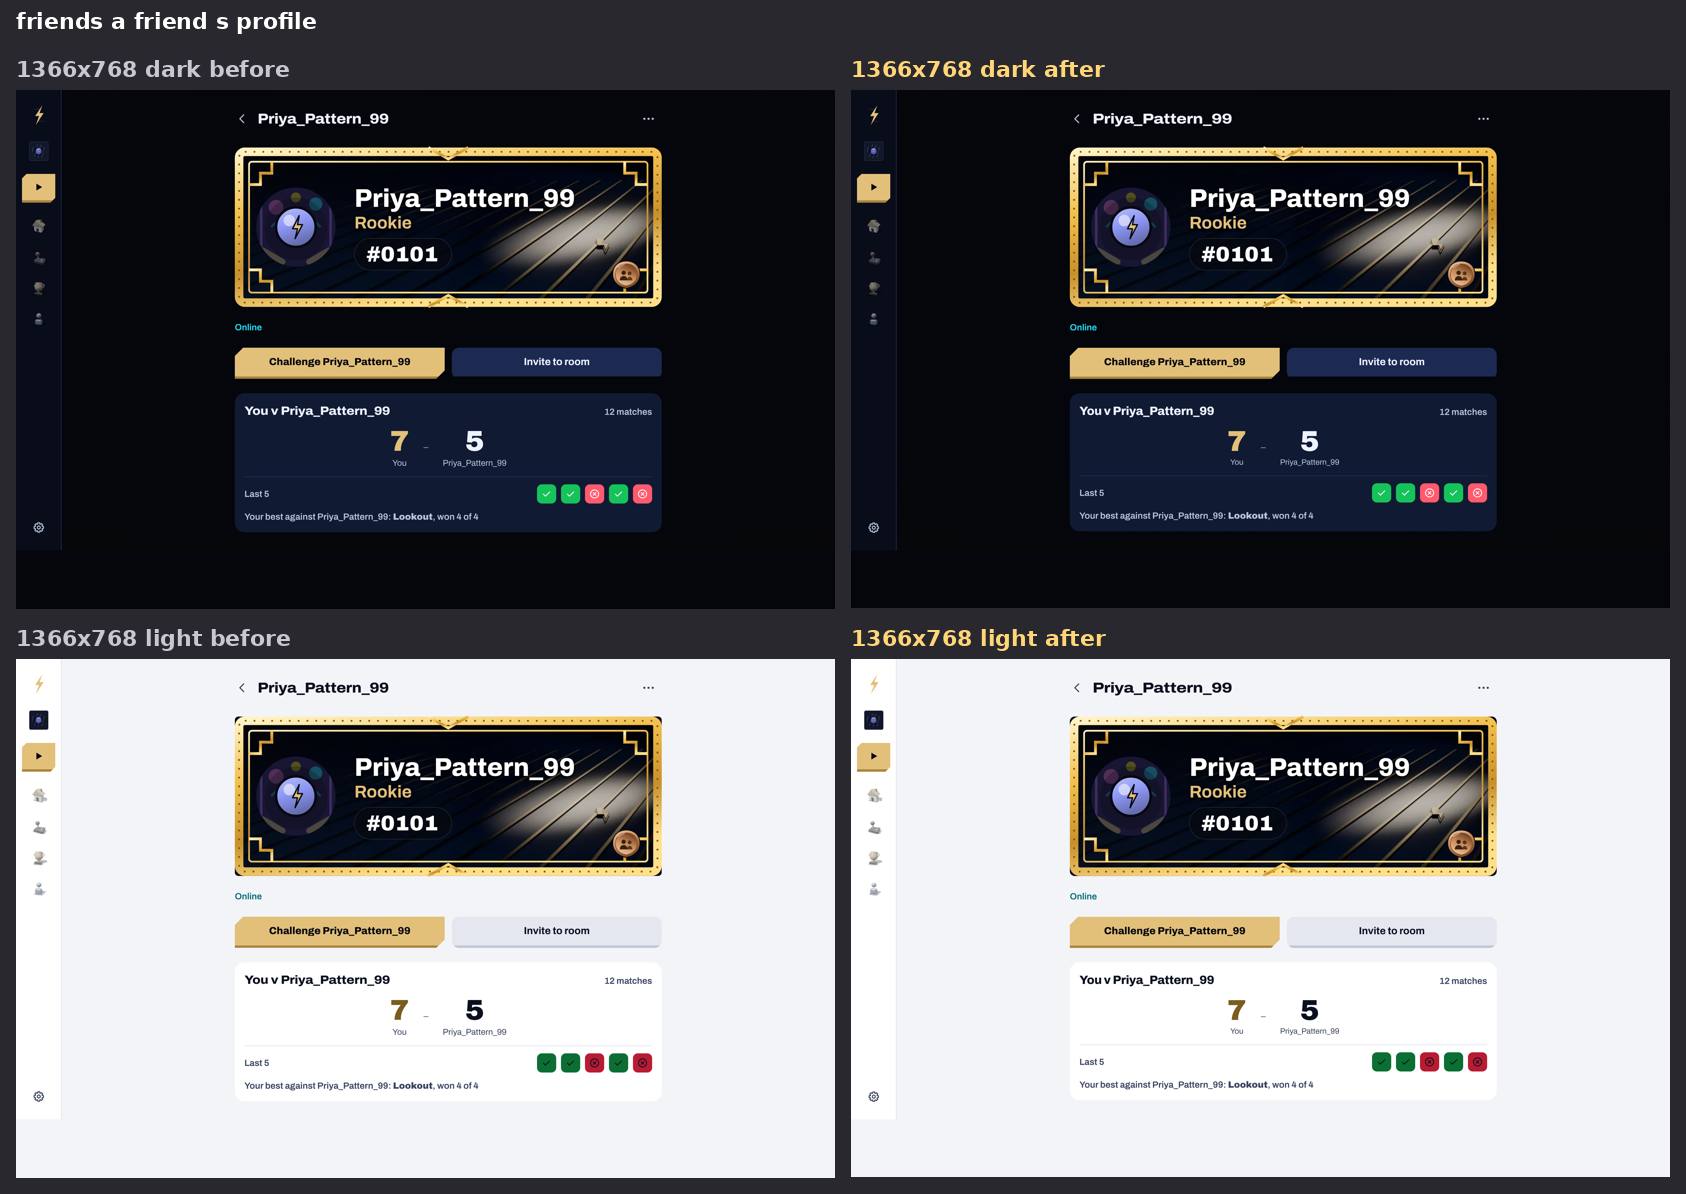 friends a friend s profile
1366x768 dark before
Priya_Pattern_99
Priya_Pattern_99
Rookie
#0101
Online
Challenge Priya_Pattern_99
Invite to room
You v Priya_Pattern_99
12 matches
7 – 5
You
Priya_Pattern_99
Last 5
Your best against Priya_Pattern_99: Lookout, won 4 of 4
1366x768 dark after
Priya_Pattern_99
Priya_Pattern_99
Rookie
#0101
Online
Challenge Priya_Pattern_99
Invite to room
You v Priya_Pattern_99
12 matches
7 – 5
You
Priya_Pattern_99
Last 5
Your best against Priya_Pattern_99: Lookout, won 4 of 4
1366x768 light before
Priya_Pattern_99
Priya_Pattern_99
Rookie
#0101
Online
Challenge Priya_Pattern_99
Invite to room
You v Priya_Pattern_99
12 matches
7 – 5
You
Priya_Pattern_99
Last 5
Your best against Priya_Pattern_99: Lookout, won 4 of 4
1366x768 light after
Priya_Pattern_99
Priya_Pattern_99
Rookie
#0101
Online
Challenge Priya_Pattern_99
Invite to room
You v Priya_Pattern_99
12 matches
7 – 5
You
Priya_Pattern_99
Last 5
Your best against Priya_Pattern_99: Lookout, won 4 of 4